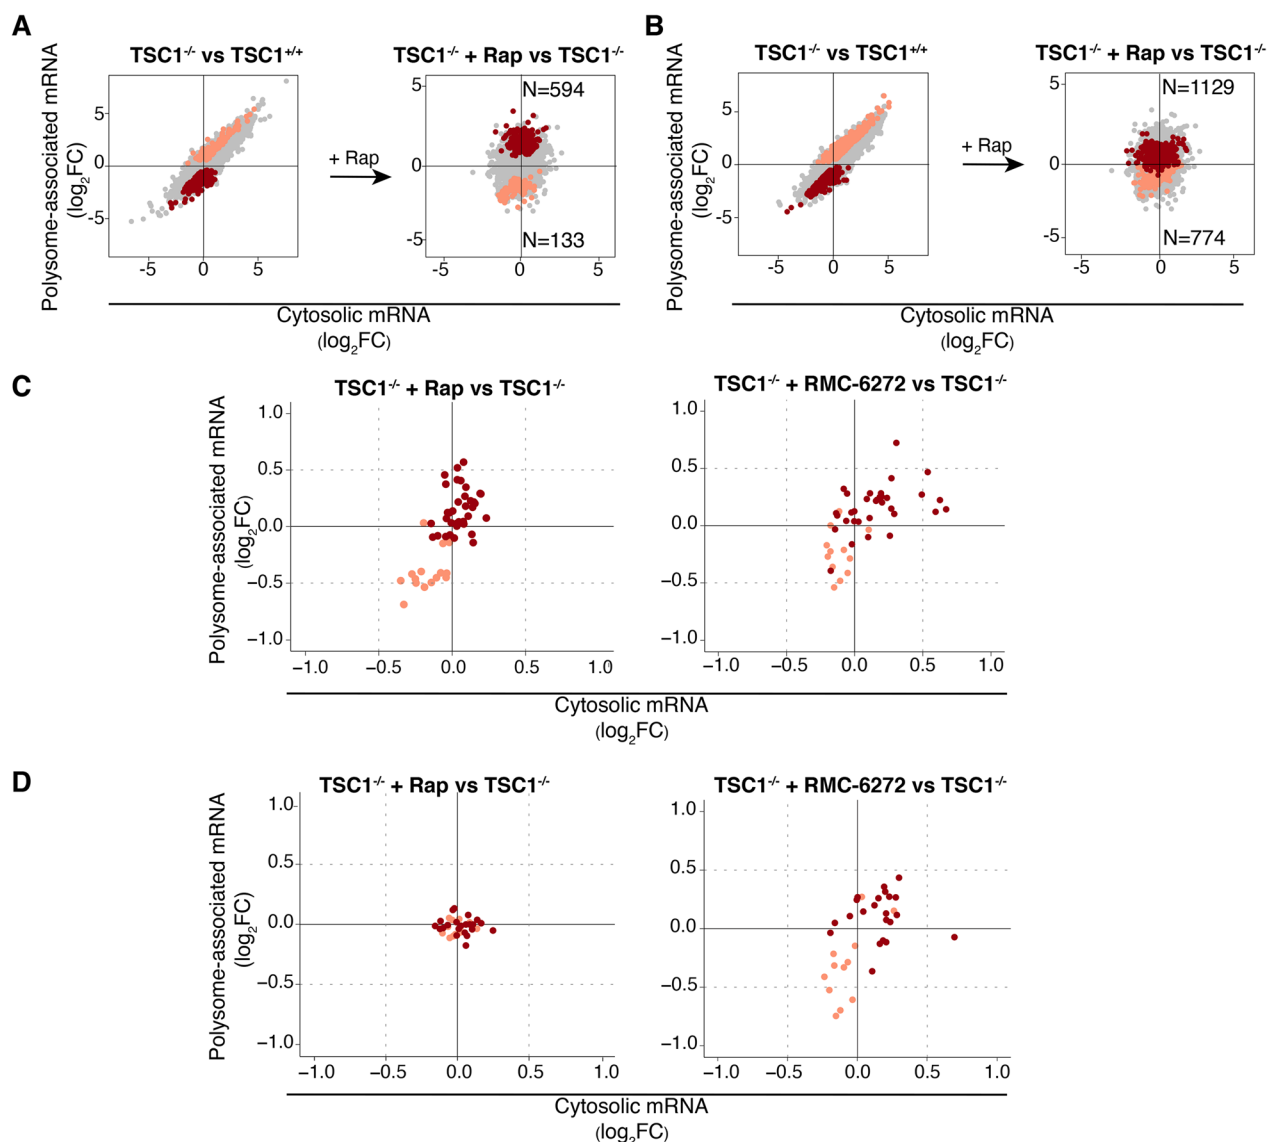 A
B
TSC1-/- vs TSC1+/+
TSC1-/- + Rap vs TSC1-/-
TSC1-/- vs TSC1+/+
TSC1-/- + Rap vs TSC1-/-
Polysome-associated mRNA
(log2FC)
5
0
-5
-5
0
5
+ Rap
5
0
-5
N=594
N=133
-5
0
5
Cytosolic mRNA
(log2FC)
Polysome-associated mRNA
(log2FC)
5
0
-5
-5
0
5
+ Rap
5
0
-5
N=1129
N=774
-5
0
5
Cytosolic mRNA
(log2FC)
C
TSC1-/- + Rap vs TSC1-/-
TSC1-/- + RMC-6272 vs TSC1-/-
Polysome-associated mRNA
(log2FC)
1.0
0.5
0.0
−0.5
−1.0
−1.0
−0.5
0.0
0.5
1.0
1.0
0.5
0.0
−0.5
−1.0
−1.0
−0.5
0.0
0.5
1.0
Cytosolic mRNA
(log2FC)
D
TSC1-/- + Rap vs TSC1-/-
TSC1-/- + RMC-6272 vs TSC1-/-
Polysome-associated mRNA
(log2FC)
1.0
0.5
0.0
−0.5
−1.0
−1.0
−0.5
0.0
0.5
1.0
1.0
0.5
0.0
−0.5
−1.0
−1.0
−0.5
0.0
0.5
1.0
Cytosolic mRNA
(log2FC)